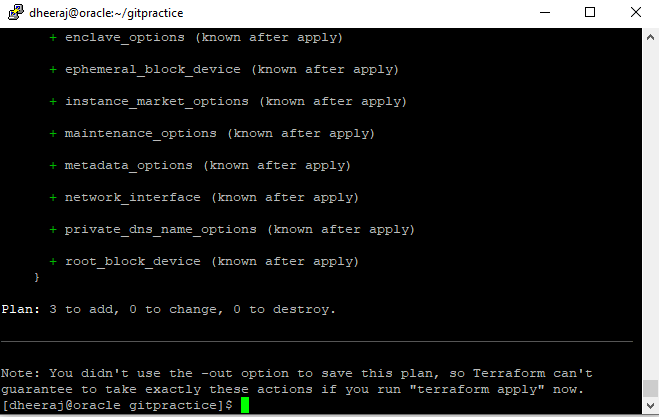 dheeraj@oracle:~/gitpractice
+ enclave_options (known after apply)
+ ephemeral_block_device (known after apply)
+ instance_market_options (known after apply)
+ maintenance_options (known after apply)
+ metadata_options (known after apply)
+ network_interface (known after apply)
+ private_dns_name_options (known after apply)
+ root_block_device (known after apply)
}
Plan: 3 to add, 0 to change, 0 to destroy.
Note: You didn't use the -out option to save this plan, so Terraform can't
guarantee to take exactly these actions if you run "terraform apply" now.
[dheeraj@oracle gitpractice]$